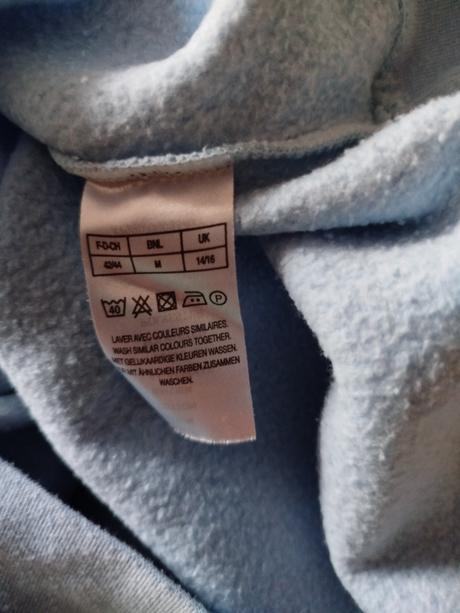 F-D-CH BNL UK
42/44 M 14/16
40 P
LAVER AVEC COULEURS SIMILAIRES.
WASH SIMILAR COLOURS TOGETHER.
MET GELIJKAARDIGE KLEUREN WASSEN.
MIT ÄHNLICHEN FARBEN ZUSAMMEN
WASCHEN.